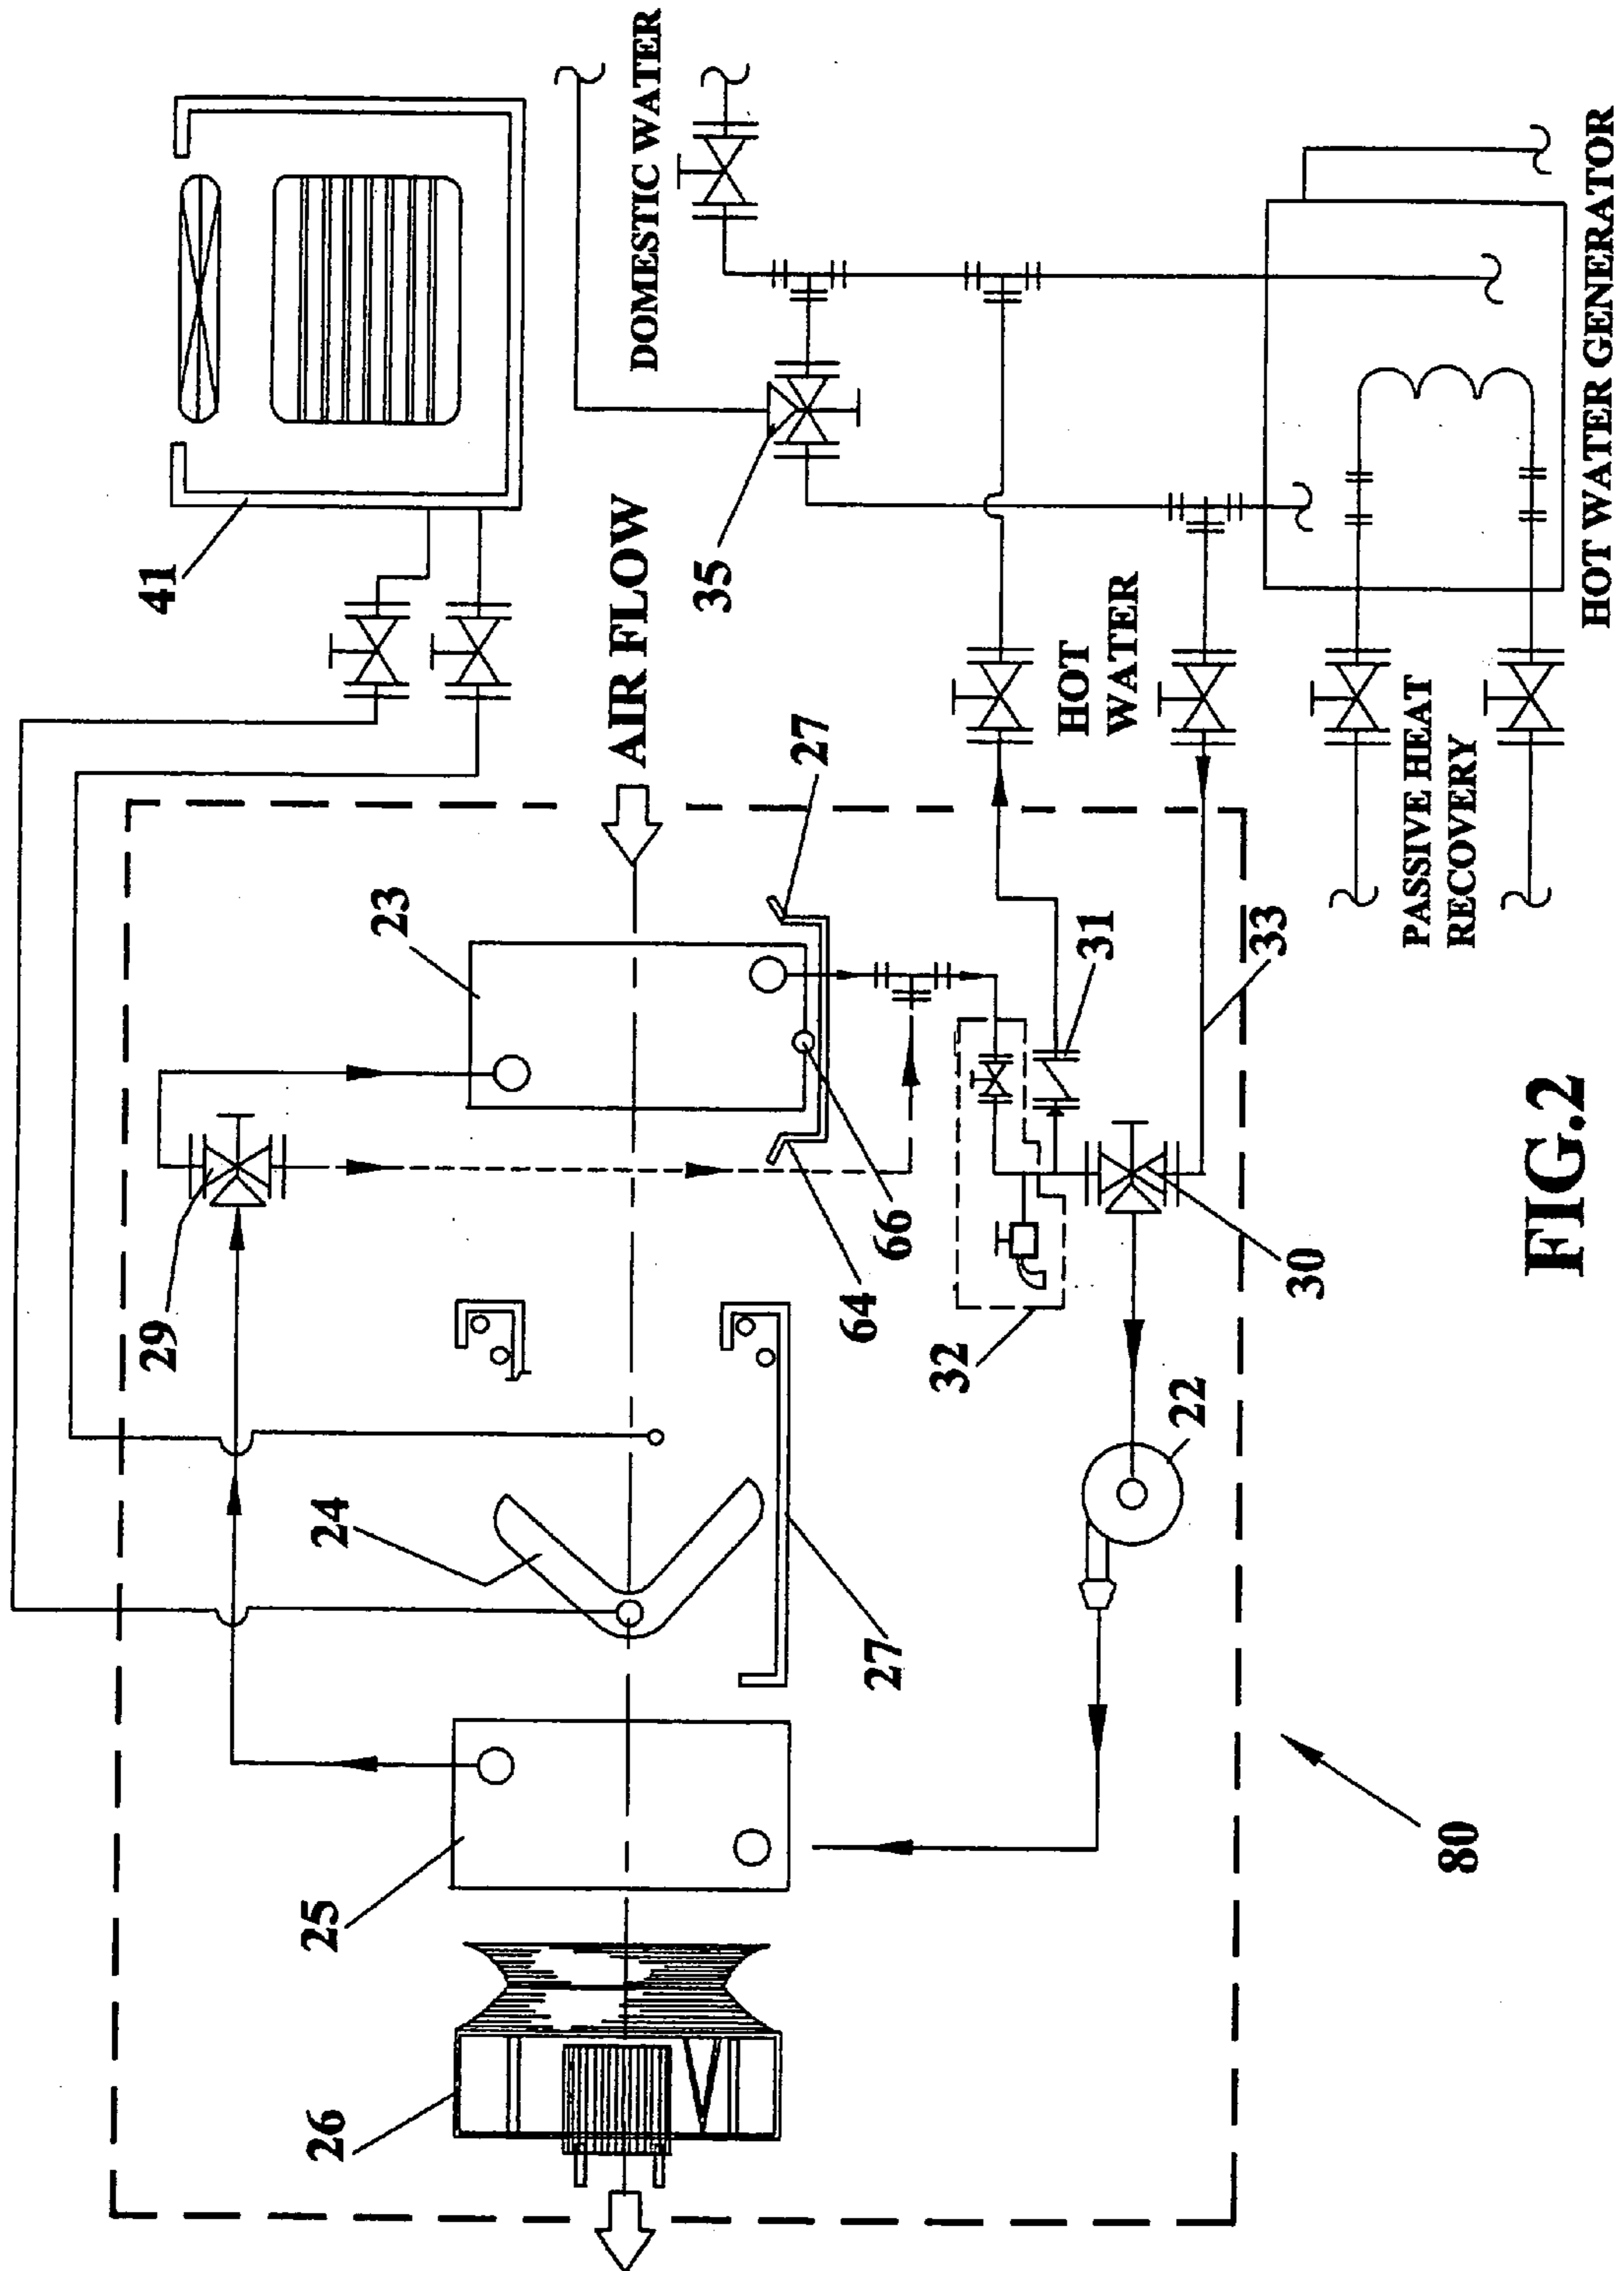 41
DOMESTIC WATER
AIR FLOW
35
23
27
29
HOT
WATER
HOT WATER GENERATOR
PASSIVE HEAT
RECOVERY
31
33
66
64
24
32
30
27
22
25
26
80
FIG.2